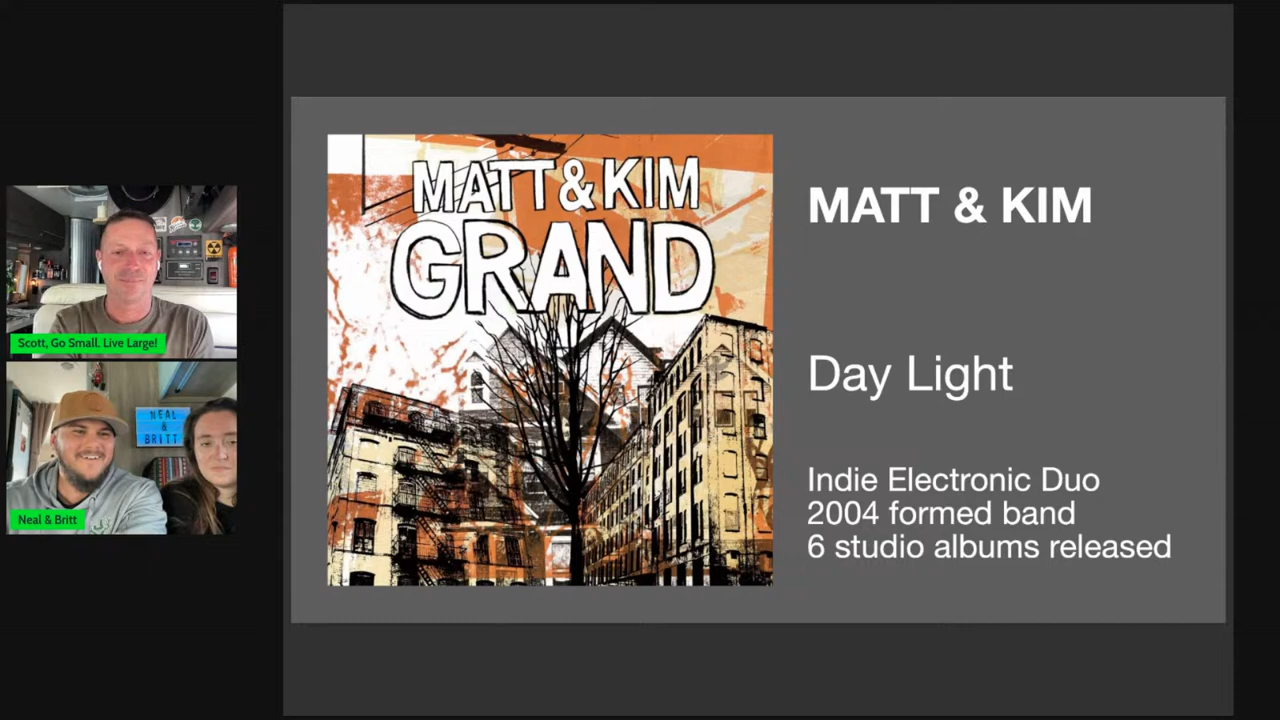 Scott, Go Small. Live Large!
NEAL
&
BRITT
Neal & Britt
MATT & KIM
GRAND
MATT & KIM
Day Light
Indie Electronic Duo
2004 formed band
6 studio albums released